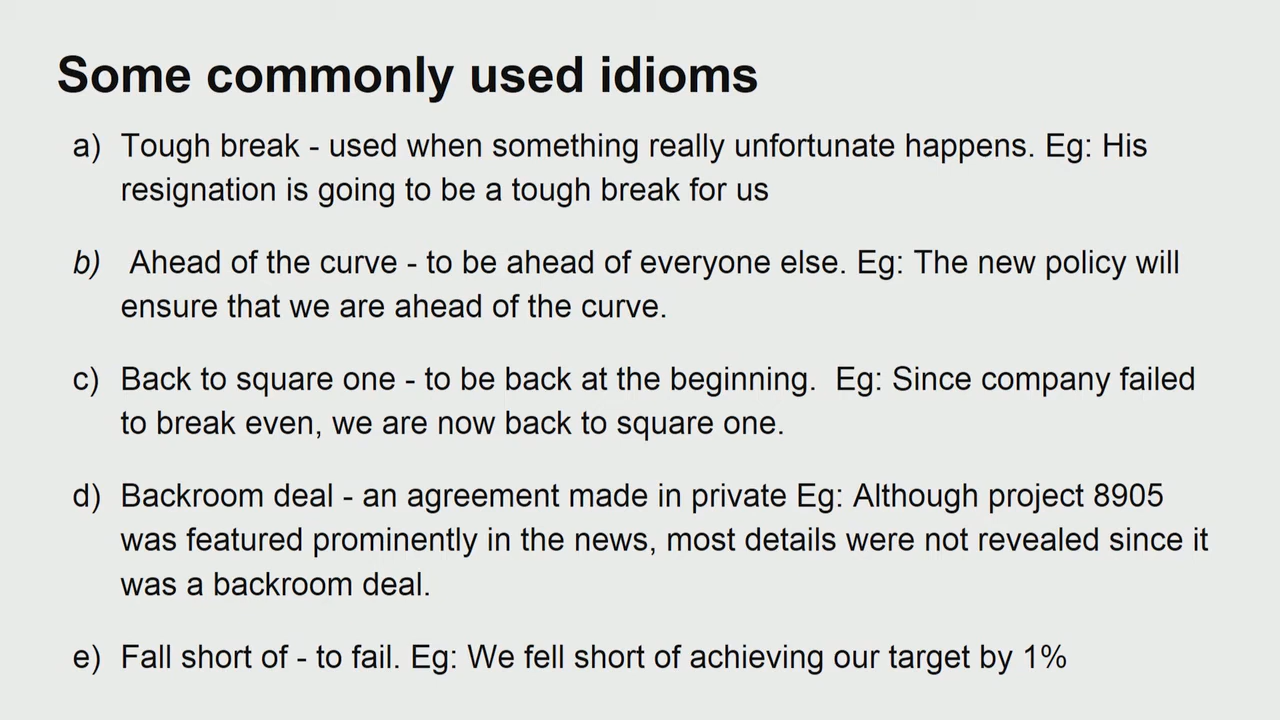 Some commonly used idioms
a) Tough break - used when something really unfortunate happens. Eg: His
resignation is going to be a tough break for us
b) Ahead of the curve - to be ahead of everyone else. Eg: The new policy will
ensure that we are ahead of the curve.
c) Back to square one - to be back at the beginning.  Eg: Since company failed
to break even, we are now back to square one.
d) Backroom deal - an agreement made in private Eg: Although project 8905
was featured prominently in the news, most details were not revealed since it
was a backroom deal.
e) Fall short of - to fail. Eg: We fell short of achieving our target by 1%